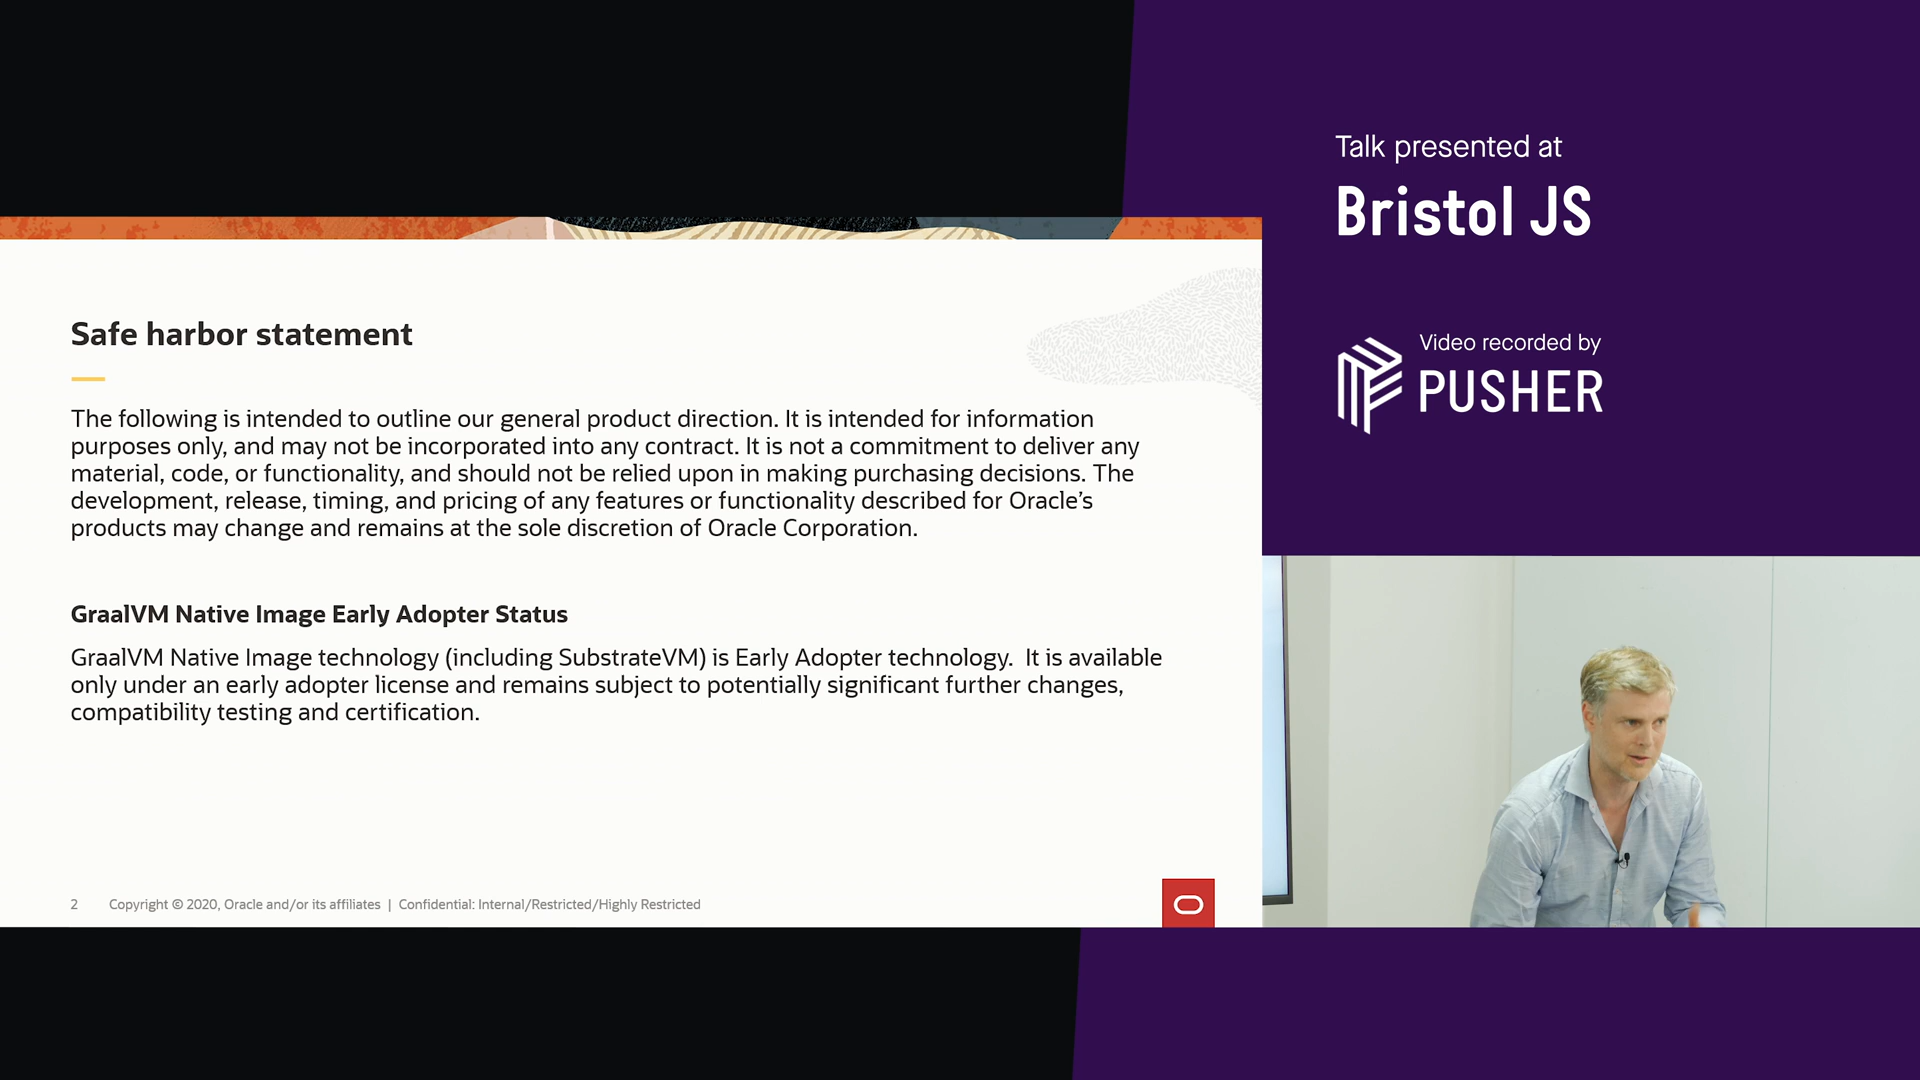 Talk presented at
Bristol JS
Video recorded by
PUSHER
Safe harbor statement
The following is intended to outline our general product direction. It is intended for information
purposes only, and may not be incorporated into any contract. It is not a commitment to deliver any
material, code, or functionality, and should not be relied upon in making purchasing decisions. The
development, release, timing, and pricing of any features or functionality described for Oracle’s
products may change and remains at the sole discretion of Oracle Corporation.
GraalVM Native Image Early Adopter Status
GraalVM Native Image technology (including SubstrateVM) is Early Adopter technology.  It is available
only under an early adopter license and remains subject to potentially significant further changes,
compatibility testing and certification.
2 Copyright © 2020, Oracle and/or its affiliates | Confidential: Internal/Restricted/Highly Restricted